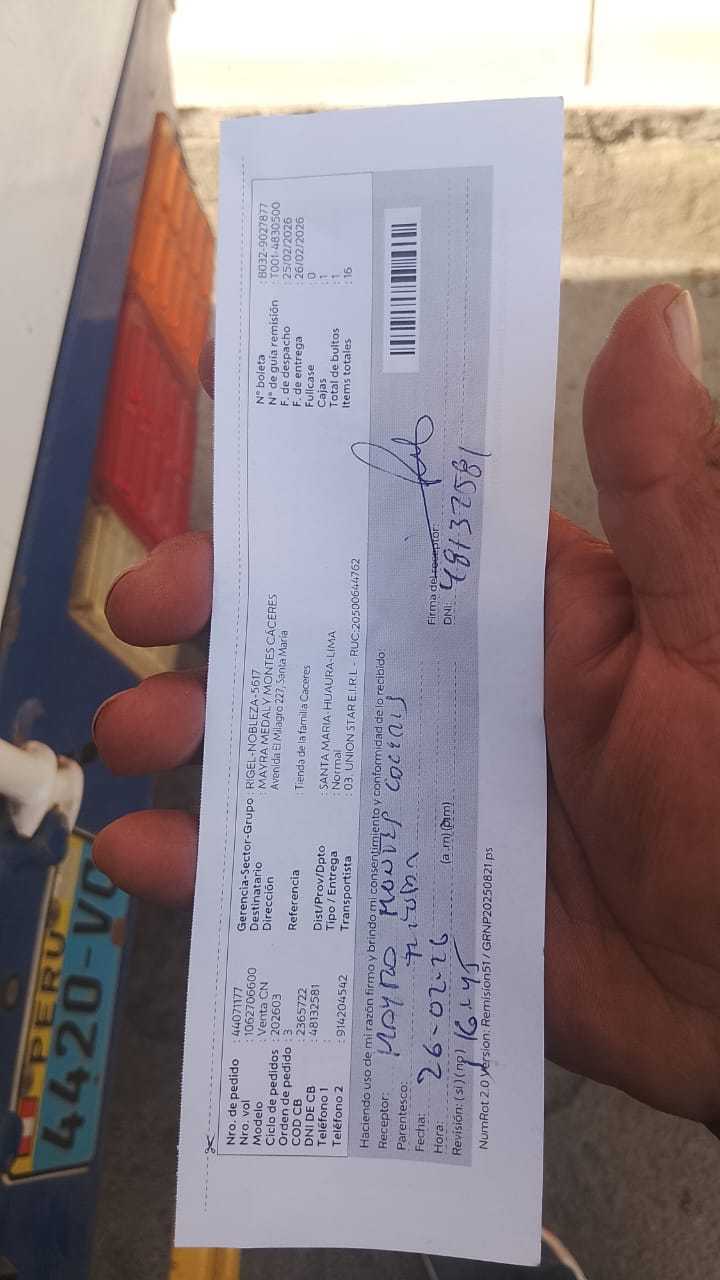 Nro. de pedido : 44071177
Nro. vol : 1062706600
Modelo : Venta CN
Ciclo de pedidos : 202603
Orden de pedido : 3
COD CB : 2365722
DNI DE CB : 48132581
Teléfono 1 :
Teléfono 2 : 914204542
Gerencia-Sector-Grupo : RIGEL-NOBLEZA-5617
Destinatario : MAYRA MEDALY MONTES CÁCERES
Dirección : Avenida El Milagro 227, Santa María
Referencia : Tienda de la familia Caceres
Dist/Prov/Dpto : SANTA MARIA-HUAURA-LIMA
Tipo / Entrega : Normal
Transportista : 03. UNION STAR E.I.R.L - RUC:20500644762
N° boleta : B032-9027877
N° de guía remisión : T001-4830500
F. de despacho : 25/02/2026
F. de entrega : 26/02/2026
Fullcase : 0
Cajas : 1
Total de bultos : 1
Items totales : 16
Haciendo uso de mi razón firmo y brindo mi consentimiento y conformidad de lo recibido:
Receptor: MAYRA MONTES CACERES
Parentesco: TITULAR
Fecha: 26-02-26
Hora: 16:45 (a.m) (p.m)
Revisión: (si) (no)
Firma del receptor:
DNI: 48132581
NumRot 2.0 Version: Remision51 / GRNP20250821.ps
PERU
4420-VC